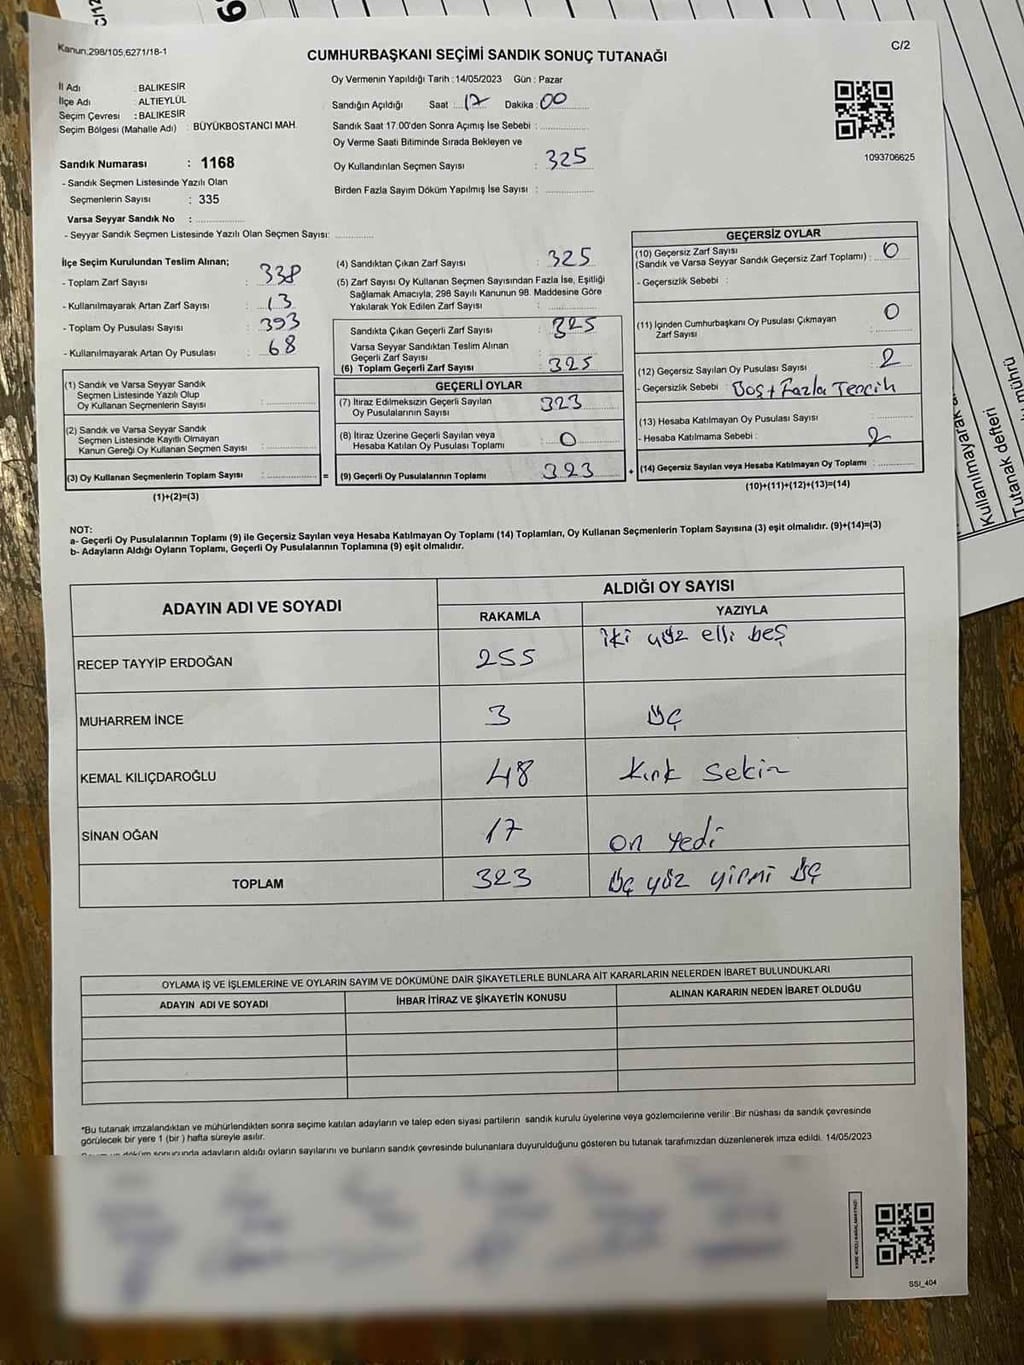 C/12
9
Kanun.298/105,6271/18-1
C/2
CUMHURBAŞKANI SEÇİMİ SANDIK SONUÇ TUTANAĞI
İl Adı : BALIKESİR
İlçe Adı : ALTIEYLÜL
Seçim Çevresi : BALIKESİR
Seçim Bölgesi (Mahalle Adı) : BÜYÜKBOSTANCI MAH.
Sandık Numarası : 1168
- Sandık Seçmen Listesinde Yazılı Olan
Seçmenlerin Sayısı : 335
Varsa Seyyar Sandık No :
- Seyyar Sandık Seçmen Listesinde Yazılı Olan Seçmen Sayısı:
Oy Vermenin Yapıldığı Tarih :14/05/2023 Gün : Pazar
Sandığın Açıldığı Saat : 17 Dakika : 00
Sandık Saat 17.00'den Sonra Açımış İse Sebebi :
Oy Verme Saati Bitiminde Sırada Bekleyen ve
Oy Kullandırılan Seçmen Sayısı : 325
Birden Fazla Sayım Döküm Yapılmış İse Sayısı :
1093706625
İlçe Seçim Kurulundan Teslim Alınan;
- Toplam Zarf Sayısı : 338
- Kullanılmayarak Artan Zarf Sayısı : 13
- Toplam Oy Pusulası Sayısı : 393
- Kullanılmayarak Artan Oy Pusulası : 68
(1) Sandık ve Varsa Seyyar Sandık
Seçmen Listesinde Yazılı Olup
Oy Kullanan Seçmenlerin Sayısı :
(2) Sandık ve Varsa Seyyar Sandık
Seçmen Listesinde Kayıtlı Olmayan
Kanun Gereği Oy Kullanan Seçmen Sayısı :
(3) Oy Kullanan Seçmenlerin Toplam Sayısı :
(1)+(2)=(3)
=
(4) Sandıktan Çıkan Zarf Sayısı : 325
(5) Zarf Sayısı Oy Kullanan Seçmen Sayısından Fazla İse, Eşitliği
Sağlamak Amacıyla; 298 Sayılı Kanunun 98. Maddesine Göre
Yakılarak Yok Edilen Zarf Sayısı :
Sandıkta Çıkan Geçerli Zarf Sayısı : 325
Varsa Seyyar Sandıktan Teslim Alınan
Geçerli Zarf Sayısı :
(6) Toplam Geçerli Zarf Sayısı : 325
GEÇERLİ OYLAR
(7) İtiraz Edilmeksizin Geçerli Sayılan
Oy Pusulalarının Sayısı : 323
(8) İtiraz Üzerine Geçerli Sayılan veya
Hesaba Katılan Oy Pusulası Toplamı : 0
(9) Geçerli Oy Pusulalarının Toplamı : 323
+
GEÇERSİZ OYLAR
(10) Geçersiz Zarf Sayısı
(Sandık ve Varsa Seyyar Sandık Geçersiz Zarf Toplamı) : 0
- Geçersizlik Sebebi :
(11) İçinden Cumhurbaşkanı Oy Pusulası Çıkmayan
Zarf Sayısı : 0
(12) Geçersiz Sayılan Oy Pusulası Sayısı : 2
- Geçersizlik Sebebi : Boş + Fazla Tercih
(13) Hesaba Katılmayan Oy Pusulası Sayısı :
- Hesaba Katılmama Sebebi : 2
(14) Geçersiz Sayılan veya Hesaba Katılmayan Oy Toplamı :
(10)+(11)+(12)+(13)=(14)
NOT:
a- Geçerli Oy Pusulalarının Toplamı (9) ile Geçersiz Sayılan veya Hesaba Katılmayan Oy Toplamı (14) Toplamları, Oy Kullanan Seçmenlerin Toplam Sayısına (3) eşit olmalıdır. (9)+(14)=(3)
b- Adayların Aldığı Oyların Toplamı, Geçerli Oy Pusulalarının Toplamına (9) eşit olmalıdır.
ADAYIN ADI VE SOYADI
ALDIĞI OY SAYISI
RAKAMLA YAZIYLA
RECEP TAYYİP ERDOĞAN 255 iki yüz elli beş
MUHARREM İNCE 3 üç
KEMAL KILIÇDAROĞLU 48 kırk sekiz
SİNAN OĞAN 17 on yedi
TOPLAM 323 üç yüz yirmi üç
OYLAMA İŞ VE İŞLEMLERİNE VE OYLARIN SAYIM VE DÖKÜMÜNE DAİR ŞİKAYETLERLE BUNLARA AİT KARARLARIN NELERDEN İBARET BULUNDUKLARI
ADAYIN ADI VE SOYADI İHBAR İTİRAZ VE ŞİKAYETİN KONUSU ALINAN KARARIN NEDEN İBARET OLDUĞU
*Bu tutanak imzalandıktan ve mühürlendikten sonra seçime katılan adayların ve talep eden siyasi partilerin sandık kurulu üyelerine veya gözlemcilerine verilir .Bir nüshası da sandık çevresinde
görülecek bir yere 1 (bir ) hafta süreyle asılır.
döküm sonucunda adayların aldığı oyların sayılarını ve bunların sandık çevresinde bulunanlara duyurulduğunu gösteren bu tutanak tarafımızdan düzenlenerek imza edildi. 14/05/2023
SSI_404
Kullanılmayarak
Tutanak defteri
mührü